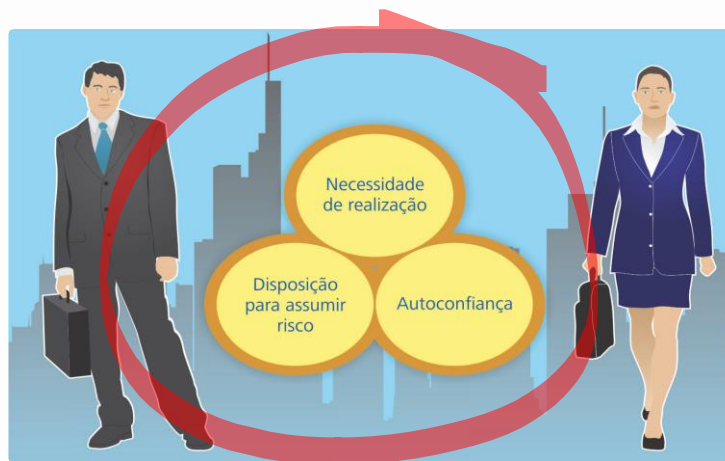 Necessidade
de realização
Disposição
para assumir
risco
Autoconfiança